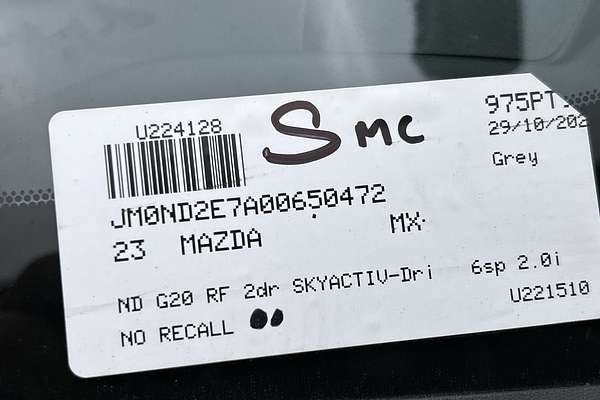 U224128
Smc
975PT
29/10/202
Grey
JM0ND2E7A00650472
23 MAZDA MX-
ND G20 RF 2dr SKYACTIV-Dri 6sp 2.0i
NO RECALL
U221510